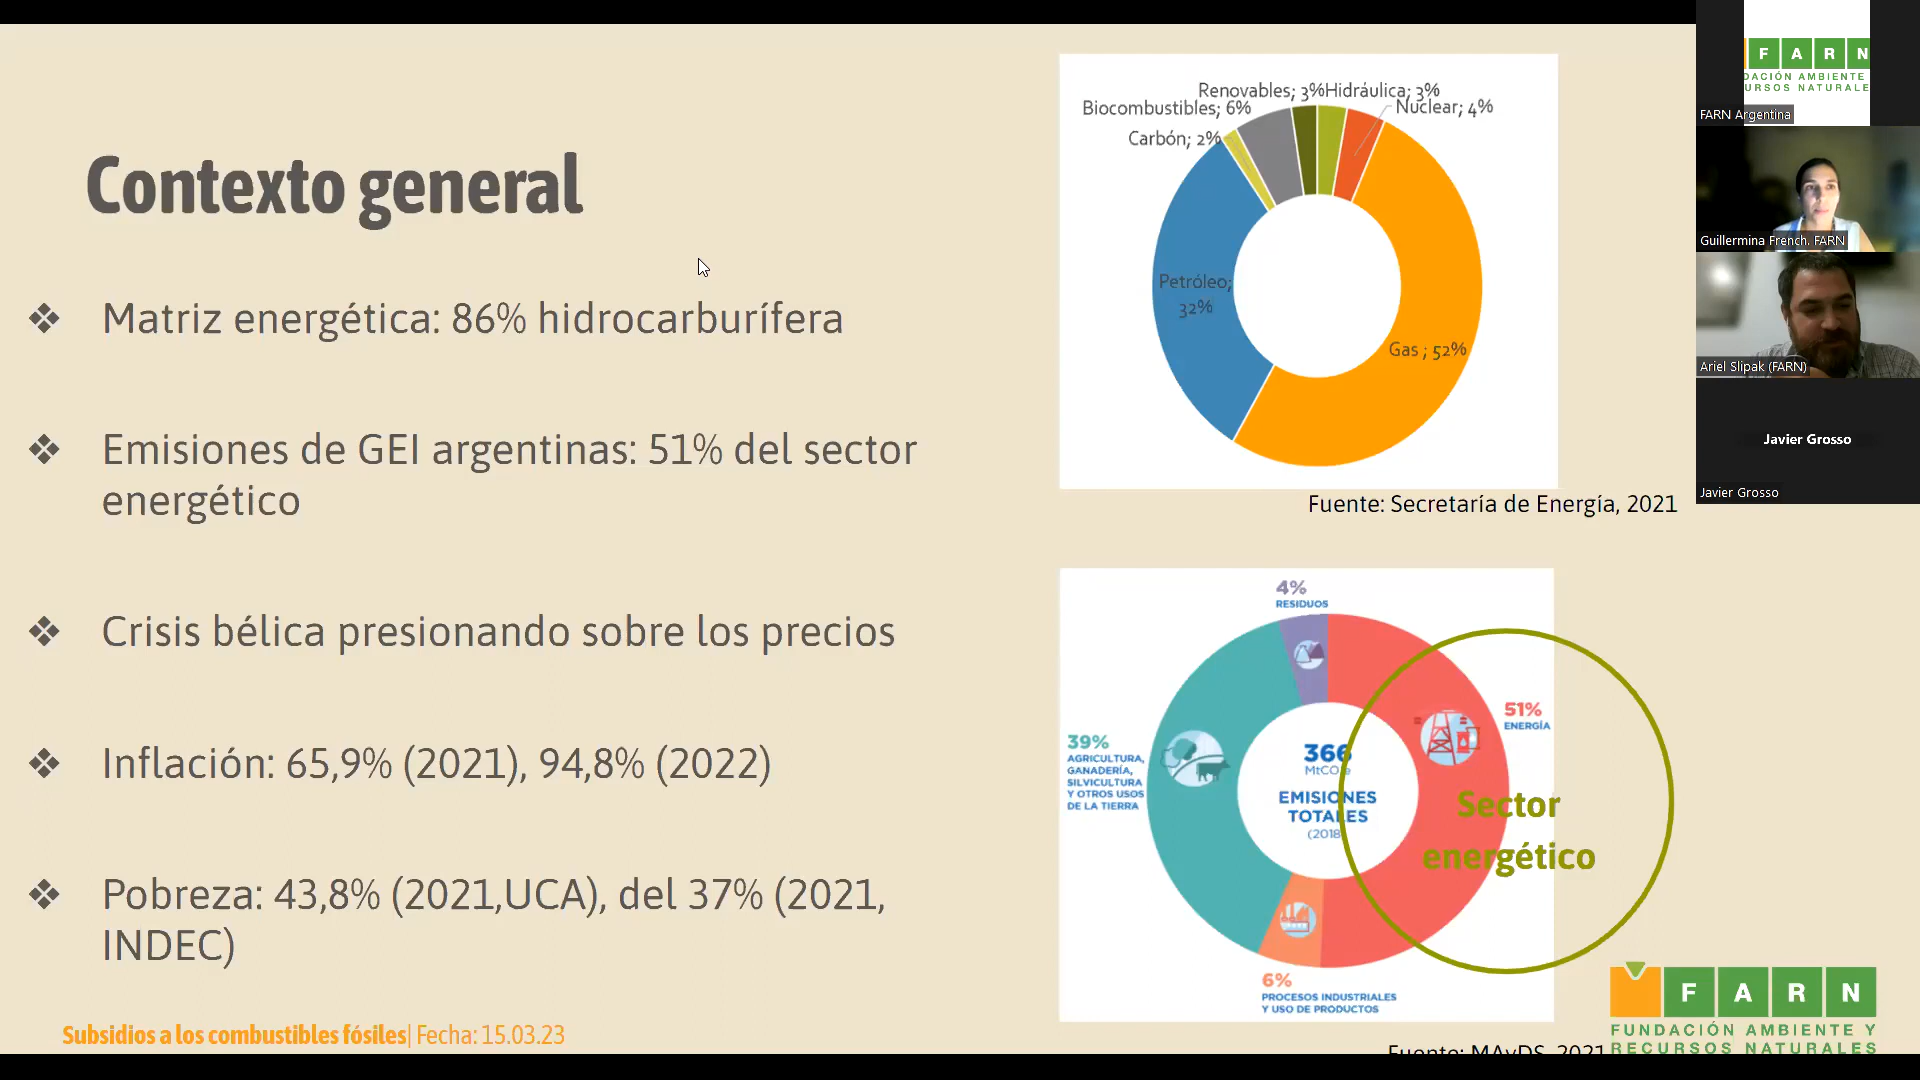 Contexto general
❖ Matriz energética: 86% hidrocarburífera
❖ Emisiones de GEI argentinas: 51% del sector
energético
❖ Crisis bélica presionando sobre los precios
❖ Inflación: 65,9% (2021), 94,8% (2022)
❖ Pobreza: 43,8% (2021,UCA), del 37% (2021,
INDEC)
Subsidios a los combustibles fósiles| Fecha: 15.03.23
Renovables; 3%
Hidráulica; 3%
Biocombustibles; 6%
Nuclear; 4%
Carbón; 2%
Petróleo;
32%
Gas ; 52%
Fuente: Secretaría de Energía, 2021
4%
RESIDUOS
51%
ENERGÍA
39%
AGRICULTURA,
GANADERÍA,
SILVICULTURA
Y OTROS USOS
DE LA TIERRA
366
MtCO₂e
EMISIONES
TOTALES
(2018)
Sector
energético
6%
PROCESOS INDUSTRIALES
Y USO DE PRODUCTOS
Fuente: MAyDS, 2021
F A R N
FUNDACIÓN AMBIENTE Y
RECURSOS NATURALES
F A R N
DACIÓN AMBIENTE
URSOS NATURALE
FARN Argentina
Guillermina French. FARN
Ariel Slipak (FARN)
Javier Grosso
Javier Grosso